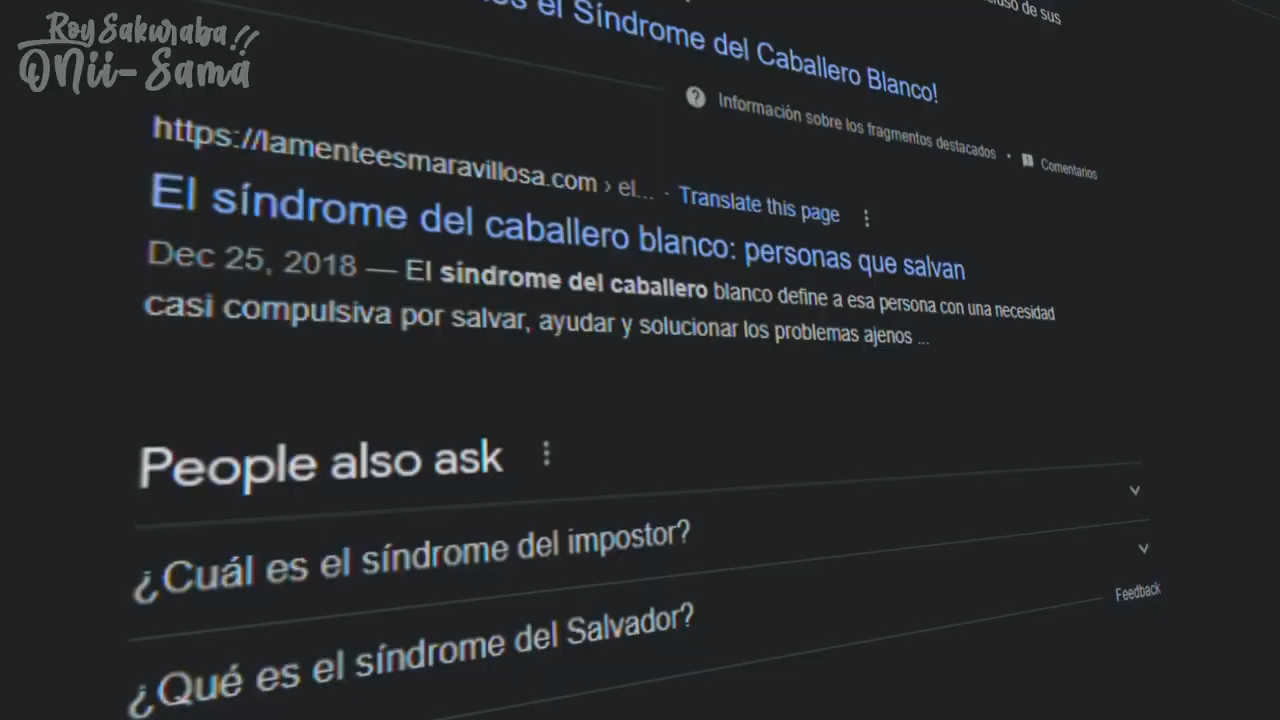 Roy Sakuraba!!
Onii-Sama
de sus
es el Síndrome del Caballero Blanco!
Información sobre los fragmentos destacados • Comentarios
https://lamenteesmaravillosa.com › el... · Translate this page
El síndrome del caballero blanco: personas que salvan
Dec 25, 2018 — El síndrome del caballero blanco define a esa persona con una necesidad
casi compulsiva por salvar, ayudar y solucionar los problemas ajenos ...
People also ask
¿Cuál es el síndrome del impostor?
¿Qué es el síndrome del Salvador?
Feedback